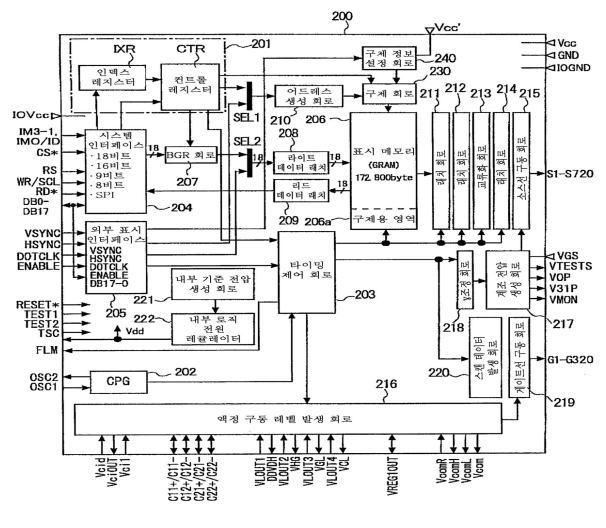 200
Vcc'
IXR
CTR
201
인덱스
레지스터
컨트롤
레지스터
구제 정보
설정 회로
240
230
Vcc
GND
IOGND
IOVcc
SEL1
어드레스
생성 회로
210
구제 회로
206
211
212
213
214
215
IM3-1,
IMO/ID
CS*
RS
WR/SCL
RD*
DB0-
DB17
시스템
인터페이스
·18비트
·16비트
·9비트
·8비트
·SPI
204
18
BGR 회로
207
SEL2
18
208
라이트
데이터 래치
18
리드
데이터 래치
18
209
표시 메모리
(GRAM)
172,800byte
206a
구제용 영역
래치 회로
래치 회로
교류화 회로
래치 회로
소스선 구동 회로
S1-S720
VSYNC
HSYNC
DOTCLK
ENABLE
외부 표시
인터페이스
VSYNC
HSYNC
DOTCLK
ENABLE
DB17-0
205
221
내부 기준 전압
생성 회로
222
내부 로직
전원
레귤레이터
타이밍
제어 회로
203
γ조정 회로
218
계조 전압
생성 회로
217
VGS
VTESTS
VOP
V31P
VMON
RESET*
TEST1
TEST2
TSC
Vdd
FLM
OSC2
OSC1
CPG
202
220
스캔 데이터
발생 회로
게이트선 구동 회로
219
G1-G320
216
액정 구동 레벨 발생 회로
Vcid
VciOUT
Vci1
C11+/C11-
C12+/C12-
C21+/C21-
C22+/C22-
VLOUT1
DDVDH
VLOUT2
VHG
VLOUT3
VGL
VLOUT4
VCL
VREG1OUT
VcomR
VcomH
VcomL
Vcom